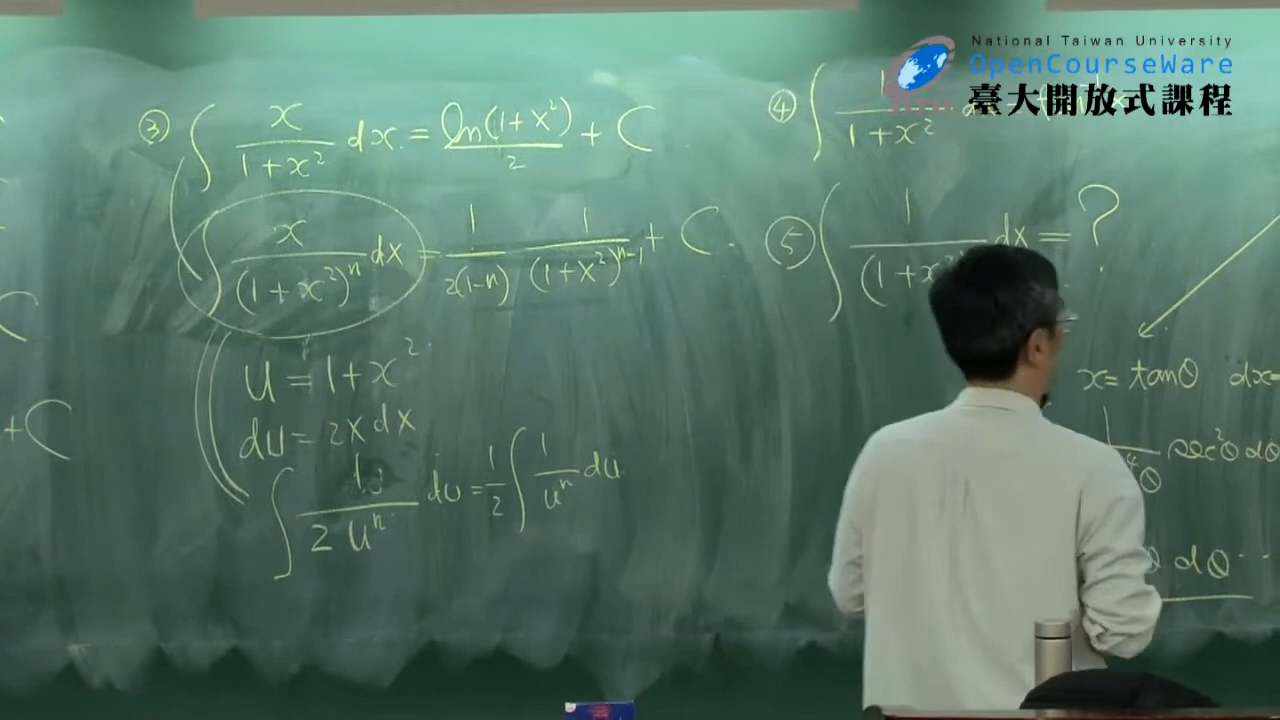 National Taiwan University
OpenCourseWare
臺大開放式課程
③ ∫ x/(1+x²) dx = ln(1+x²)/2 + C
∫ x/(1+x²)ⁿ dx = 1/2(1-n) 1/(1+x²)ⁿ⁻¹ + C
u = 1+x²
du = 2x dx
∫ 1/2uⁿ du = 1/2 ∫ 1/uⁿ du
+C
④ ∫ 1/1+x²
⑤ ∫ 1/(1+x² dx = ?
x = tanθ dx=
sec²θ dθ
dθ ...